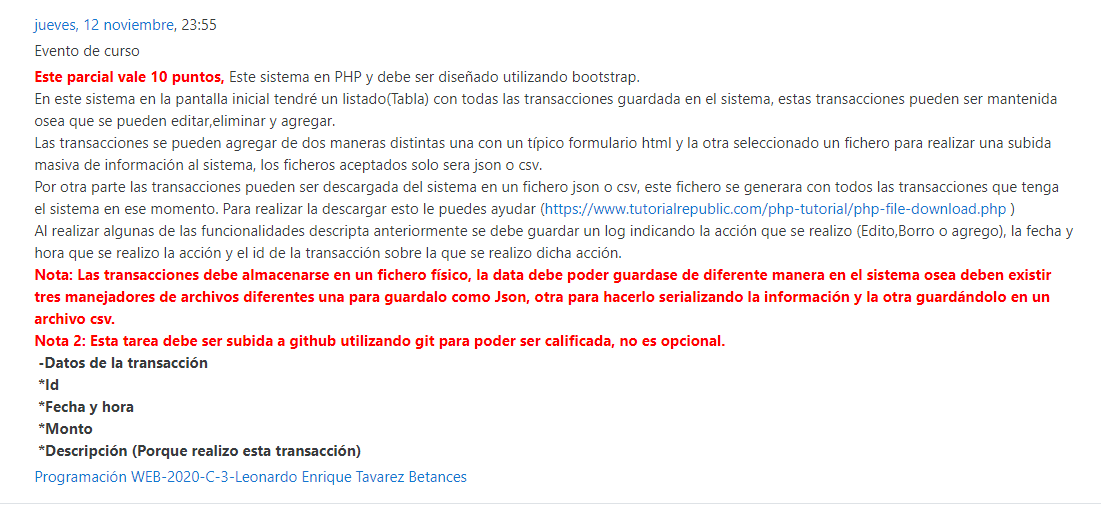 jueves, 12 noviembre, 23:55
Evento de curso
Este parcial vale 10 puntos, Este sistema en PHP y debe ser diseñado utilizando bootstrap.
En este sistema en la pantalla inicial tendré un listado(Tabla) con todas las transacciones guardada en el sistema, estas transacciones pueden ser mantenida
osea que se pueden editar,eliminar y agregar.
Las transacciones se pueden agregar de dos maneras distintas una con un típico formulario html y la otra seleccionado un fichero para realizar una subida
masiva de información al sistema, los ficheros aceptados solo sera json o csv.
Por otra parte las transacciones pueden ser descargada del sistema en un fichero json o csv, este fichero se generara con todos las transacciones que tenga
el sistema en ese momento. Para realizar la descargar esto le puedes ayudar (https://www.tutorialrepublic.com/php-tutorial/php-file-download.php )
Al realizar algunas de las funcionalidades descripta anteriormente se debe guardar un log indicando la acción que se realizo (Edito,Borro o agrego), la fecha y
hora que se realizo la acción y el id de la transacción sobre la que se realizo dicha acción.
Nota: Las transacciones debe almacenarse en un fichero físico, la data debe poder guardase de diferente manera en el sistema osea deben existir
tres manejadores de archivos diferentes una para guardalo como Json, otra para hacerlo serializando la información y la otra guardándolo en un
archivo csv.
Nota 2: Esta tarea debe ser subida a github utilizando git para poder ser calificada, no es opcional.
-Datos de la transacción
*Id
*Fecha y hora
*Monto
*Descripción (Porque realizo esta transacción)
Programación WEB-2020-C-3-Leonardo Enrique Tavarez Betances